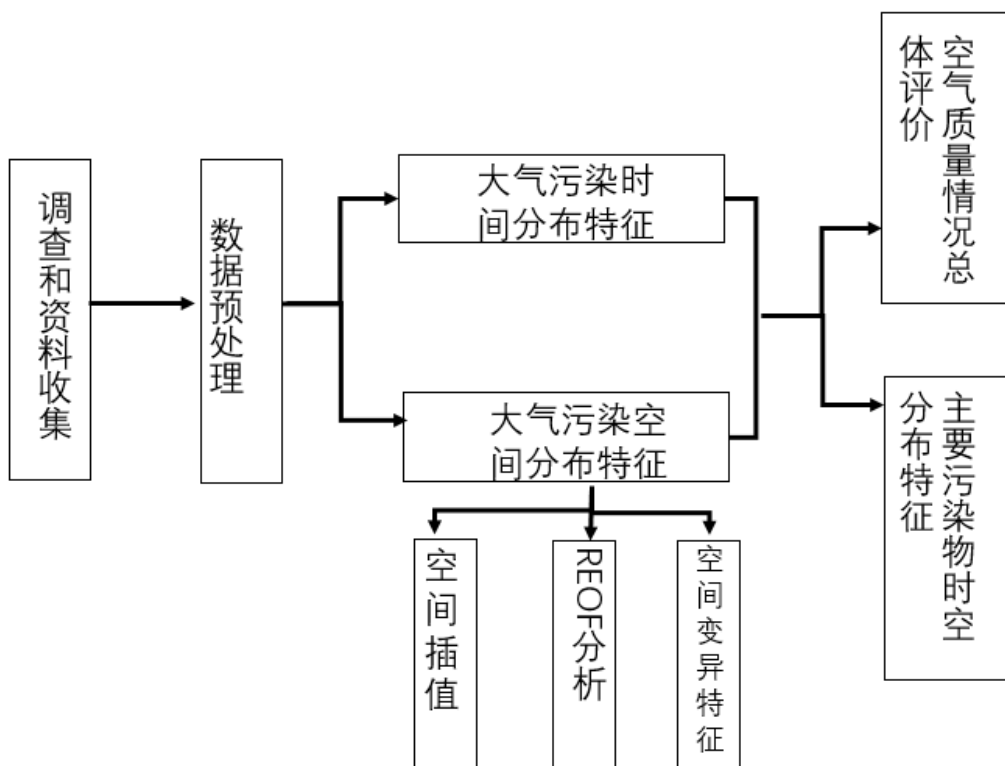 调查和资料收集
数据预处理
大气污染时
间分布特征
大气污染空
间分布特征
空间插值
REOF分析
空间变异特征
空气质量情况总
体评价
主要污染物时空
分布特征